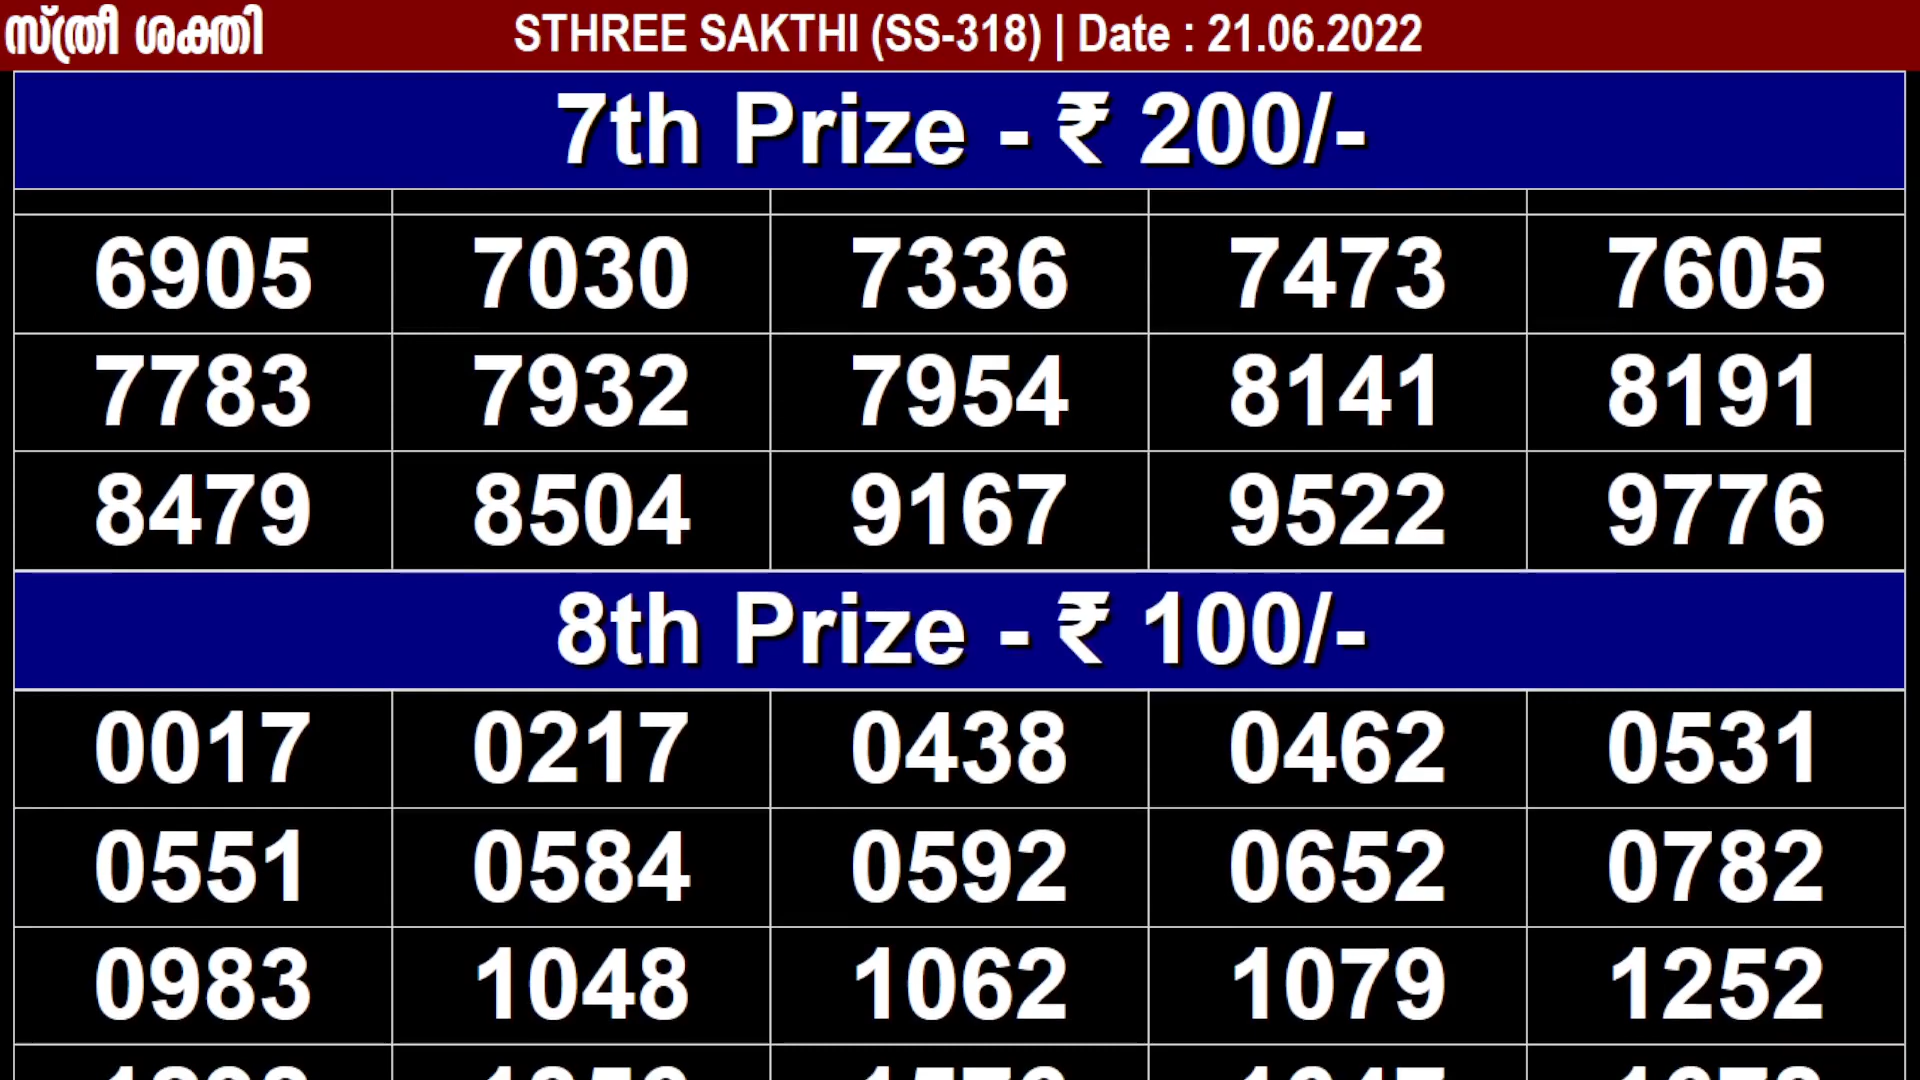 സ്ത്രീ ശക്തി STHREE SAKTHI (SS-318) | Date : 21.06.2022
7th Prize - ₹ 200/-
6905 7030 7336 7473 7605
7783 7932 7954 8141 8191
8479 8504 9167 9522 9776
8th Prize - ₹ 100/-
0017 0217 0438 0462 0531
0551 0584 0592 0652 0782
0983 1048 1062 1079 1252